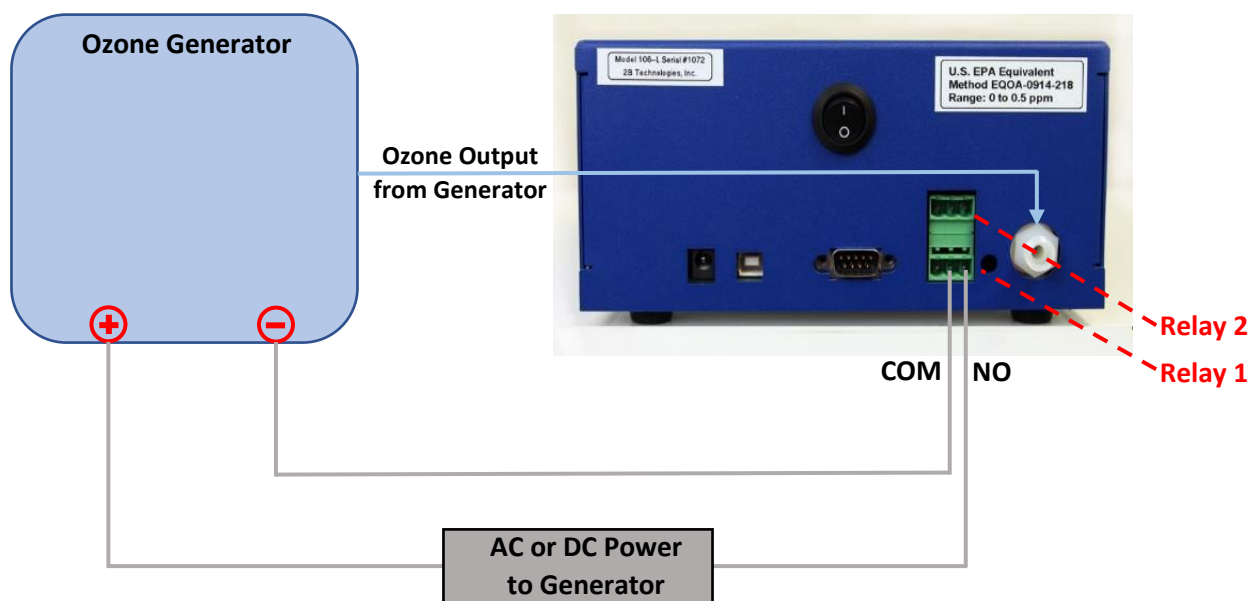 Ozone Generator
Model 106-L Serial #1072
2B Technologies, Inc.
U.S. EPA Equivalent
Method EQOA-0914-218
Range: 0 to 0.5 ppm
I
O
Ozone Output
from Generator
+
−
Relay 2
Relay 1
COM
NO
AC or DC Power
to Generator